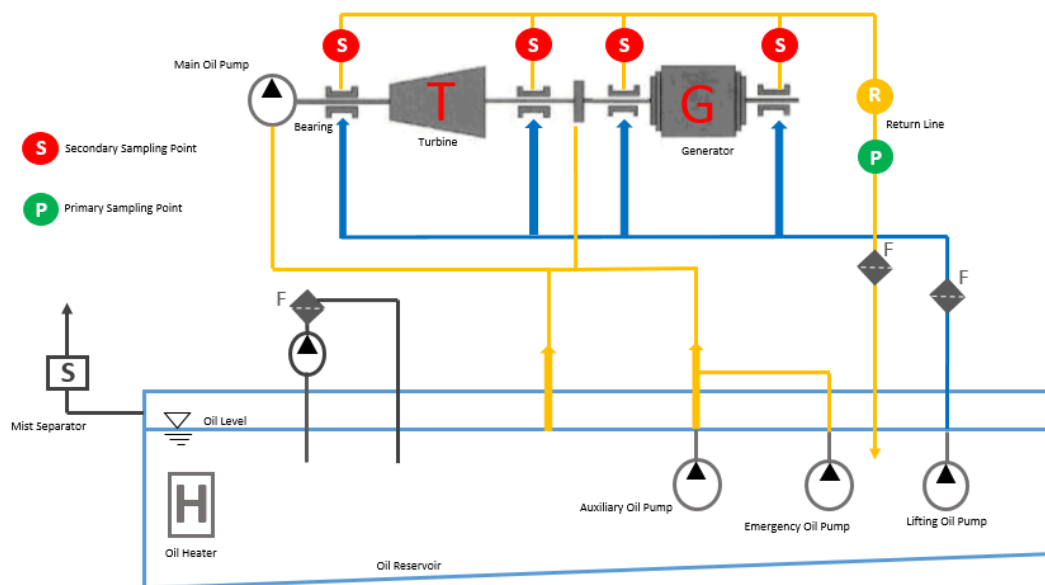 S
S
S
S
Main Oil Pump
T
G
R
Bearing
Turbine
Generator
Return Line
S
Secondary Sampling Point
P
P
Primary Sampling Point
F
F
F
S
Mist Separator
Oil Level
H
Oil Heater
Auxiliary Oil Pump
Emergency Oil Pump
Lifting Oil Pump
Oil Reservoir